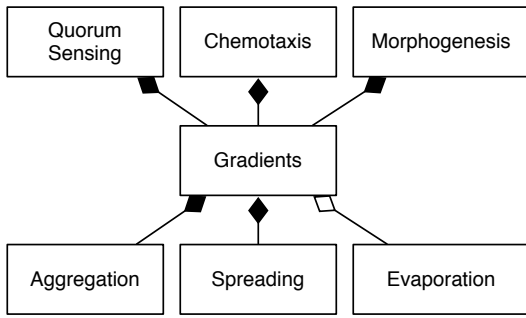 Quorum
Sensing
Chemotaxis
Morphogenesis
Gradients
Aggregation
Spreading
Evaporation